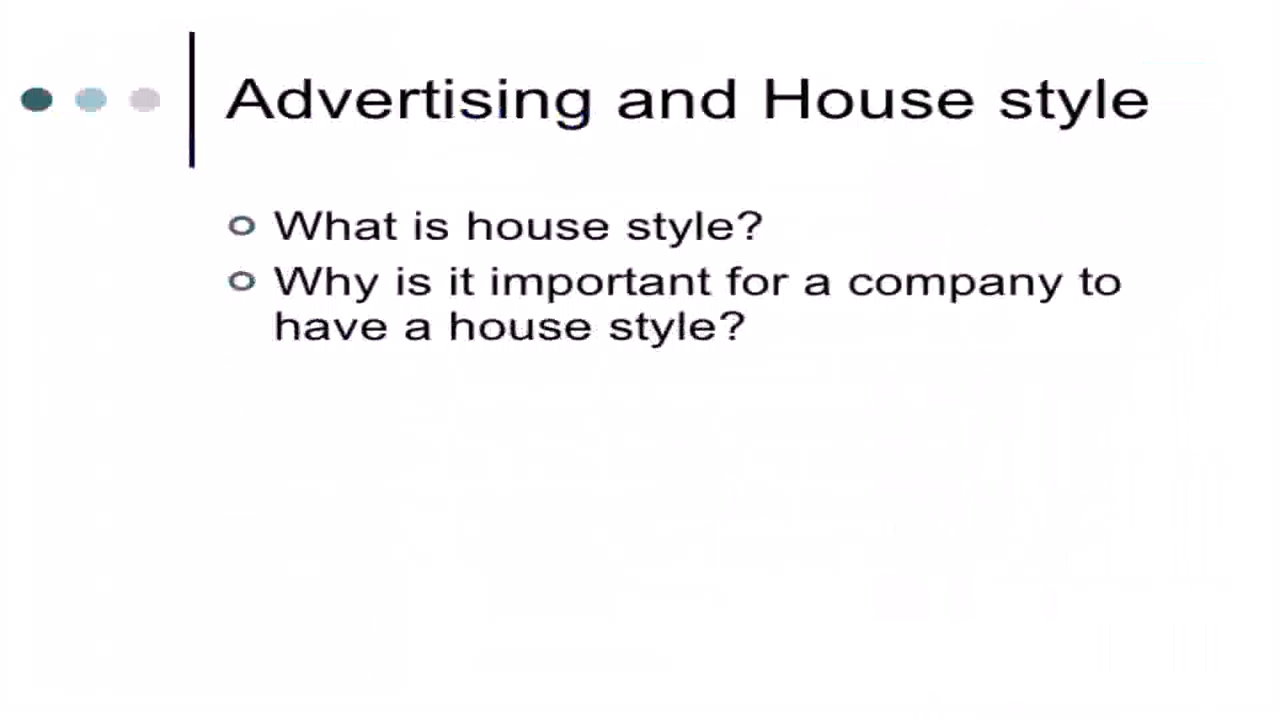 Advertising and House style
What is house style?
Why is it important for a company to
have a house style?